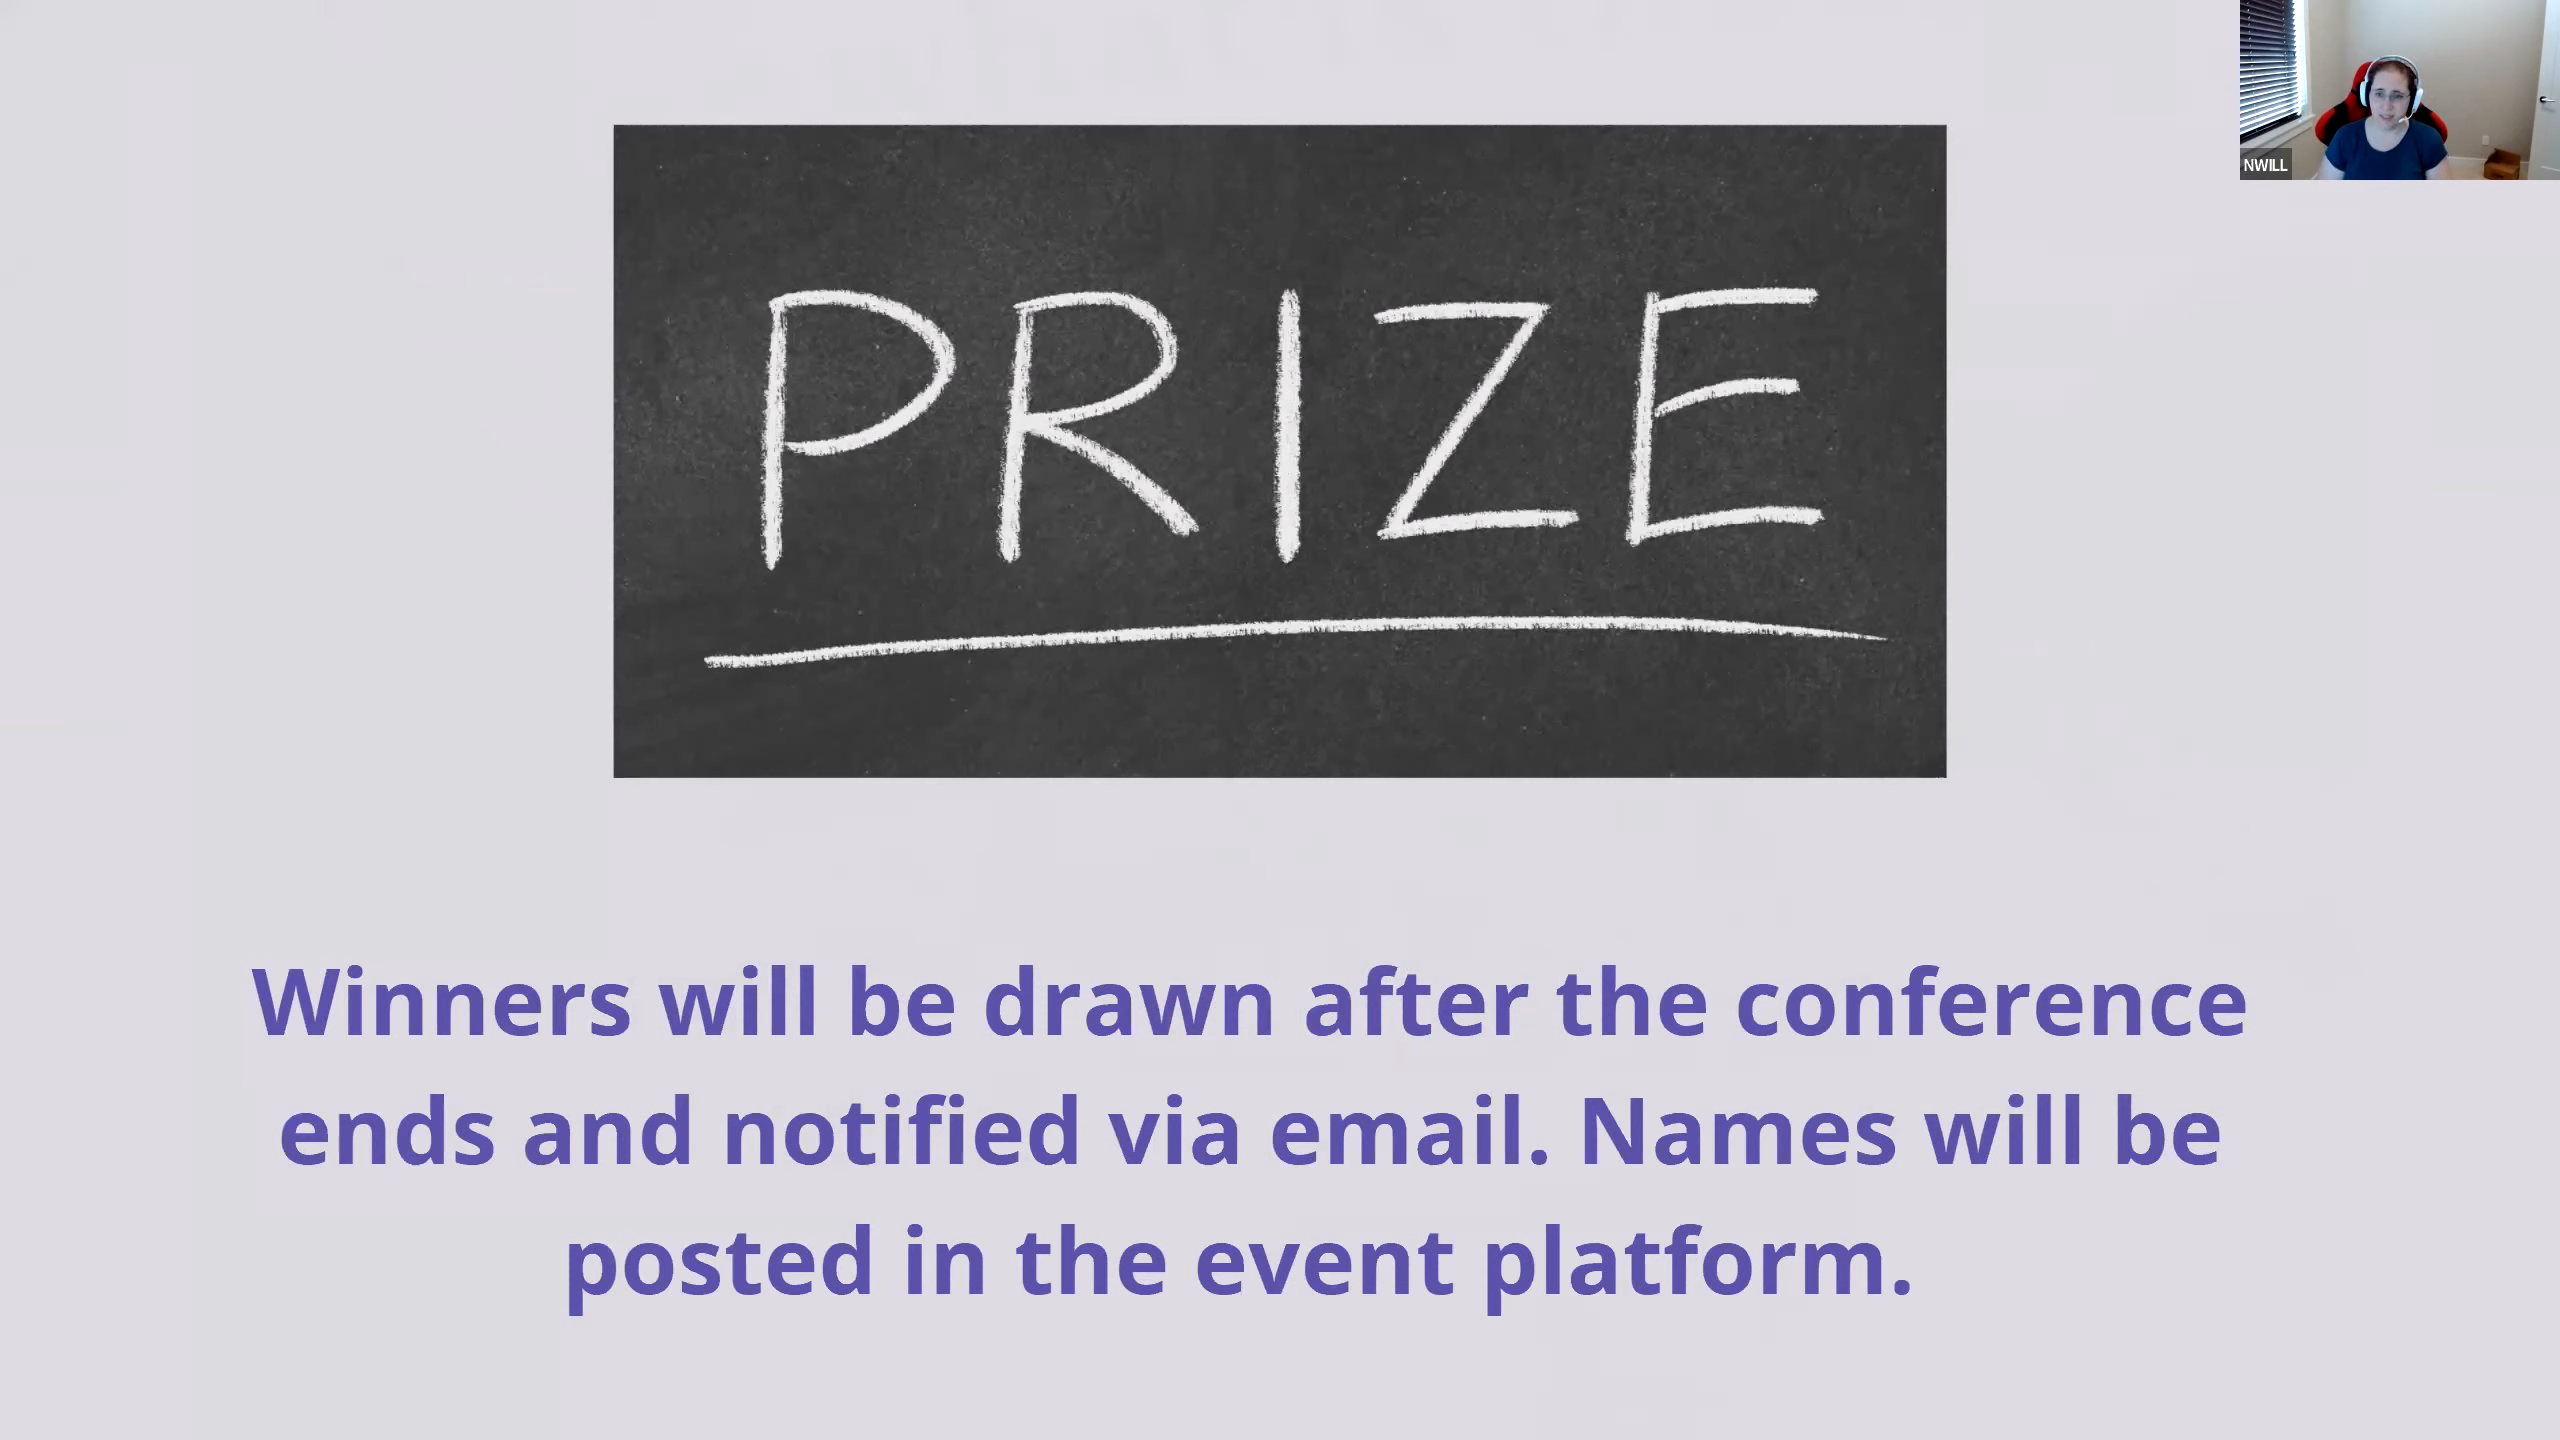 NWILL
PRIZE
Winners will be drawn after the conference
ends and notified via email. Names will be
posted in the event platform.